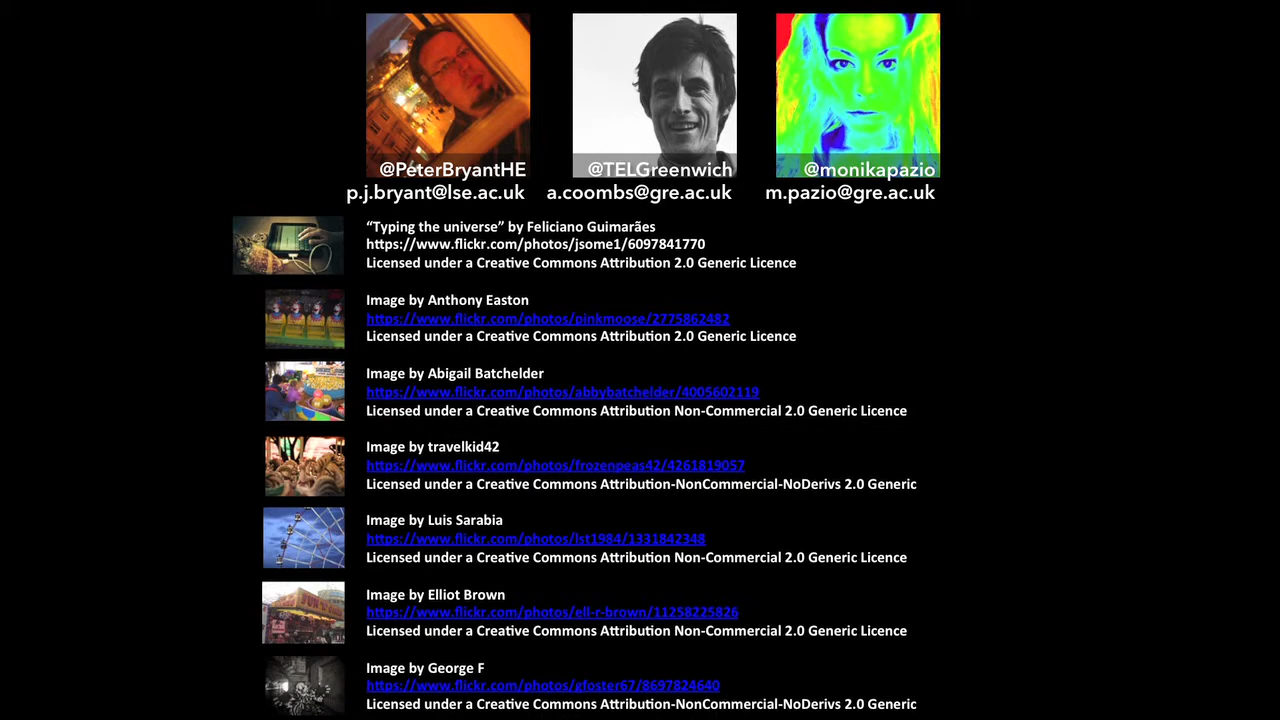 @PeterBryantHE
p.j.bryant@lse.ac.uk
@TELGreenwich
a.coombs@gre.ac.uk
@monikapazio
m.pazio@gre.ac.uk
“Typing the universe” by Feliciano Guimarães
https://www.flickr.com/photos/jsome1/6097841770
Licensed under a Creative Commons Attribution 2.0 Generic Licence
Image by Anthony Easton
https://www.flickr.com/photos/pinkmoose/2775862482
Licensed under a Creative Commons Attribution 2.0 Generic Licence
Image by Abigail Batchelder
https://www.flickr.com/photos/abbybatchelder/4005602119
Licensed under a Creative Commons Attribution Non-Commercial 2.0 Generic Licence
Image by travelkid42
https://www.flickr.com/photos/frozenpeas42/4261819057
Licensed under a Creative Commons Attribution-NonCommercial-NoDerivs 2.0 Generic
Image by Luis Sarabia
https://www.flickr.com/photos/lst1984/1331842348
Licensed under a Creative Commons Attribution Non-Commercial 2.0 Generic Licence
Image by Elliot Brown
https://www.flickr.com/photos/ell-r-brown/11258225826
Licensed under a Creative Commons Attribution Non-Commercial 2.0 Generic Licence
Image by George F
https://www.flickr.com/photos/gfoster67/8697824640
Licensed under a Creative Commons Attribution-NonCommercial-NoDerivs 2.0 Generic